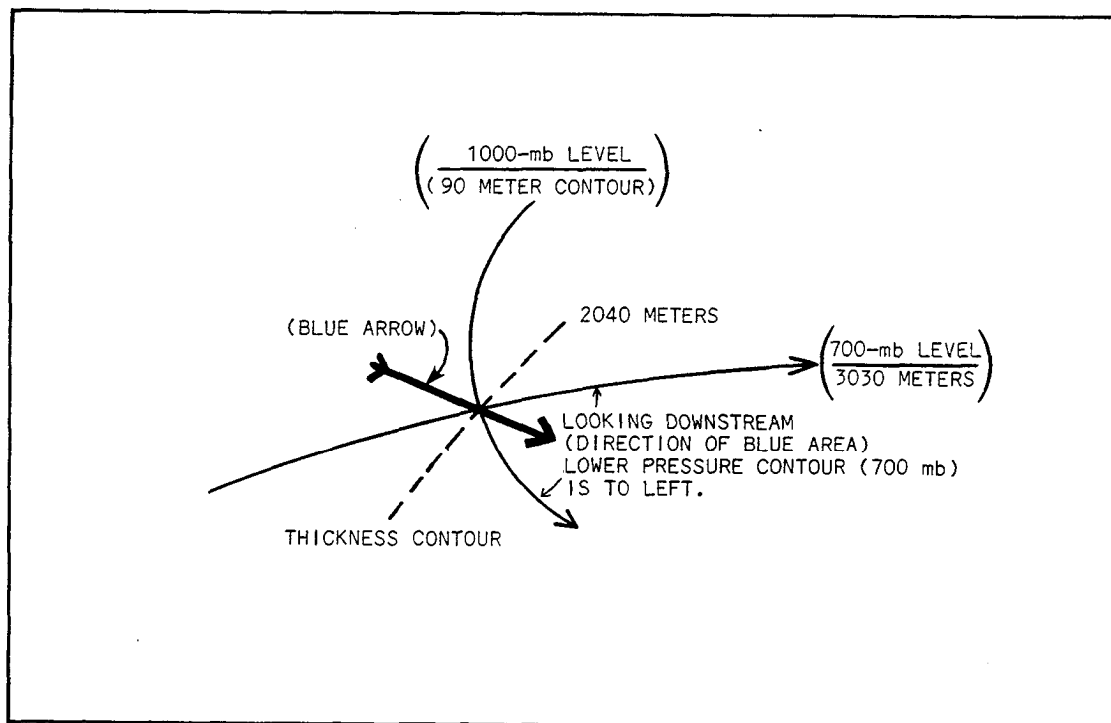 1000-mb LEVEL
(90 METER CONTOUR)
(BLUE ARROW)
2040 METERS
700-mb LEVEL
3030 METERS
LOOKING DOWNSTREAM
(DIRECTION OF BLUE AREA)
LOWER PRESSURE CONTOUR (700 mb)
IS TO LEFT.
THICKNESS CONTOUR